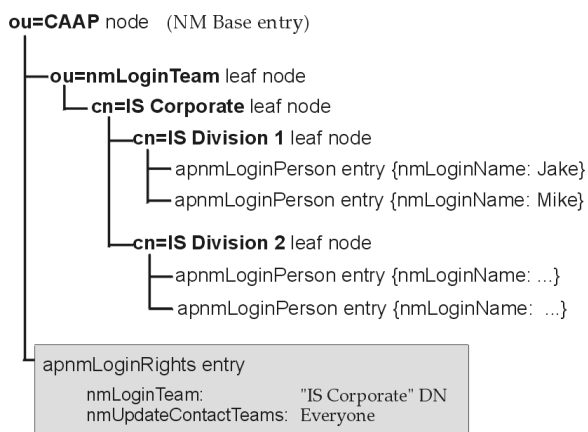 ou=CAAP node (NM Base entry)
ou=nmLoginTeam leaf node
cn=IS Corporate leaf node
cn=IS Division 1 leaf node
apnmLoginPerson entry {nmLoginName: Jake}
apnmLoginPerson entry {nmLoginName: Mike}
cn=IS Division 2 leaf node
apnmLoginPerson entry {nmLoginName: ...}
apnmLoginPerson entry {nmLoginName: ...}
apnmLoginRights entry
nmLoginTeam: "IS Corporate" DN
nmUpdateContactTeams: Everyone